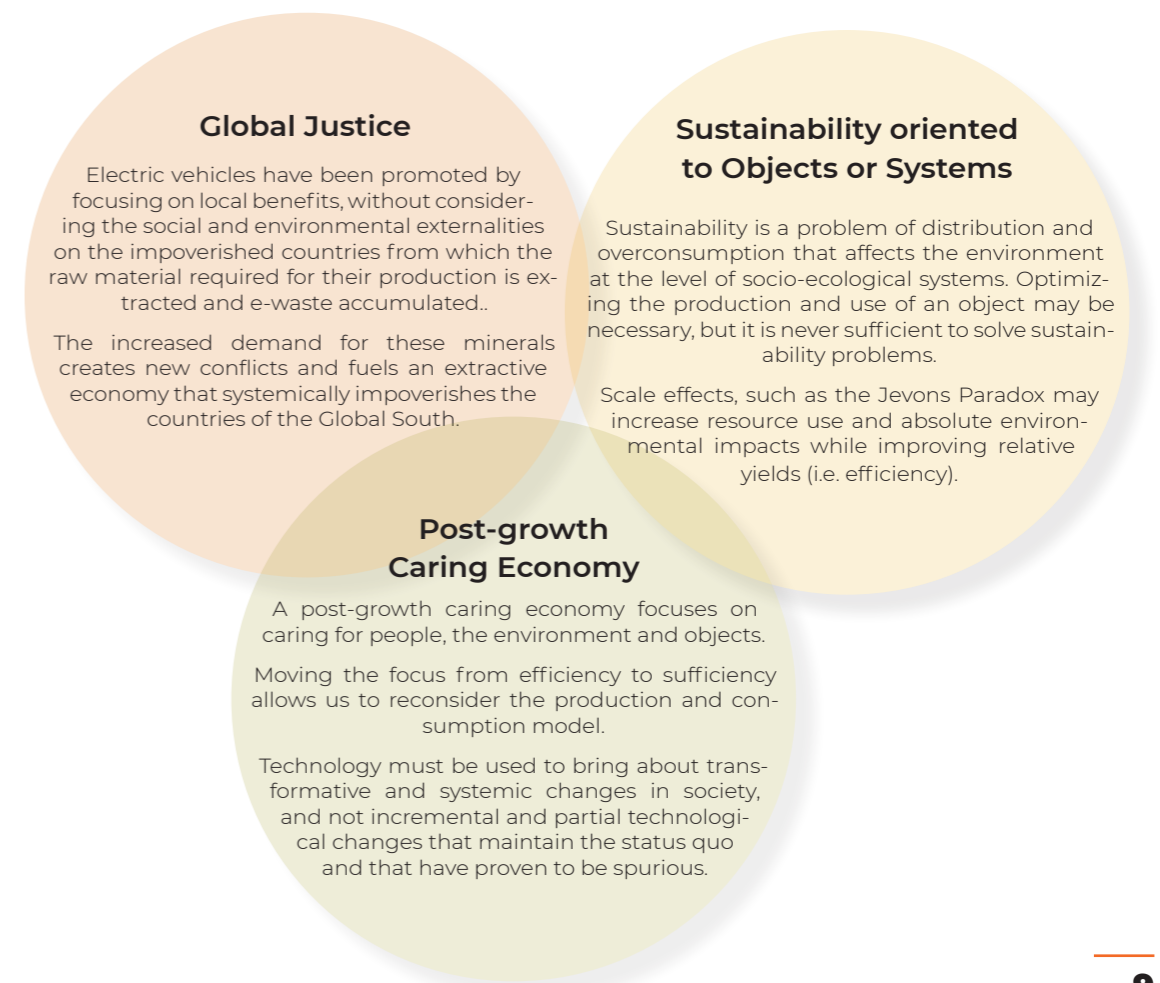 Global Justice
Electric vehicles have been promoted by
focusing on local benefits, without consider-
ing the social and environmental externalities
on the impoverished countries from which the
raw material required for their production is ex-
tracted and e-waste accumulated..
The increased demand for these minerals
creates new conflicts and fuels an extractive
economy that systemically impoverishes the
countries of the Global South.
Sustainability oriented
to Objects or Systems
Sustainability is a problem of distribution and
overconsumption that affects the environment
at the level of socio-ecological systems. Optimiz-
ing the production and use of an object may be
necessary, but it is never sufficient to solve sustain-
ability problems.
Scale effects, such as the Jevons Paradox may
increase resource use and absolute environ-
mental impacts while improving relative
yields (i.e. efficiency).
Post-growth
Caring Economy
A post-growth caring economy focuses on
caring for people, the environment and objects.
Moving the focus from efficiency to sufficiency
allows us to reconsider the production and con-
sumption model.
Technology must be used to bring about trans-
formative and systemic changes in society,
and not incremental and partial technologi-
cal changes that maintain the status quo
and that have proven to be spurious.